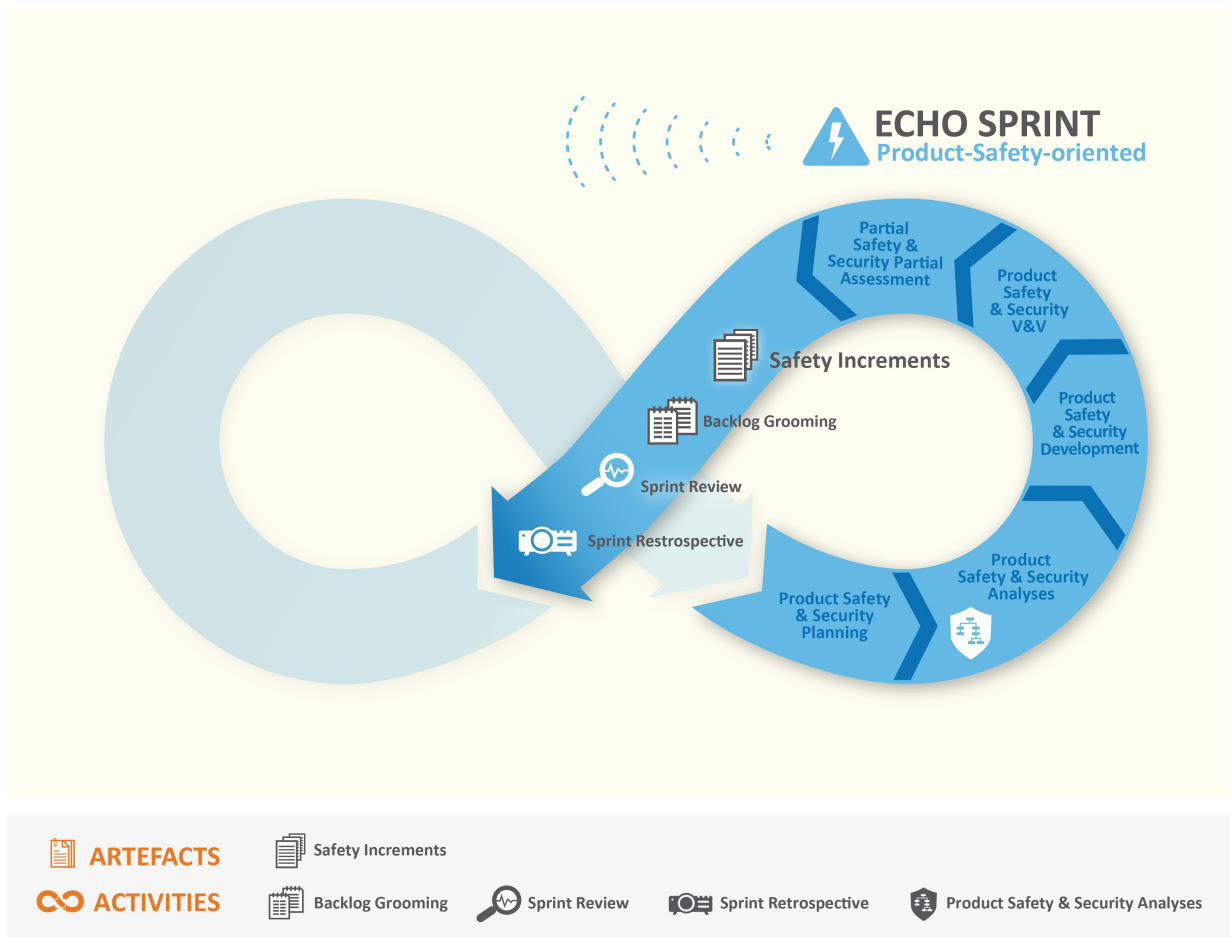 ECHO SPRINT
Product-Safety-oriented
Partial
Safety &
Security Partial
Assessment
Product
Safety
& Security
V&V
Product
Safety
& Security
Development
Product
Safety & Security
Analyses
Product Safety
& Security
Planning
Safety Increments
Backlog Grooming
Sprint Review
Sprint Restrospective
ARTEFACTS
Safety Increments
ACTIVITIES
Backlog Grooming
Sprint Review
Sprint Retrospective
Product Safety & Security Analyses